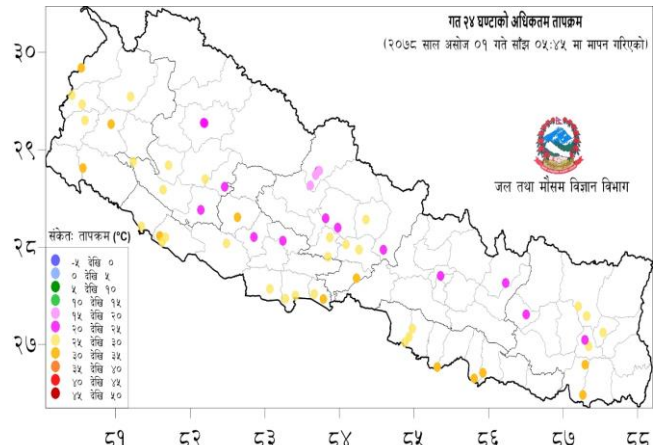 गत २४ घण्टाको अधिकतम तापक्रम
(२०७८ साल असोज ०१ गते साँझ ०५:४५ मा मापन गरिएको)
जल तथा मौसम विज्ञान विभाग
३०
२९
२८
२७
संकेतः तापक्रम (°C)
-५ देखि ०
० देखि ५
५ देखि १०
१० देखि १५
१५ देखि २०
२० देखि २५
२५ देखि ३०
३० देखि ३५
३५ देखि ४०
४० देखि ४५
४५ देखि ५०
८१ ८२ ८३ ८४ ८५ ८६ ८७ ८८